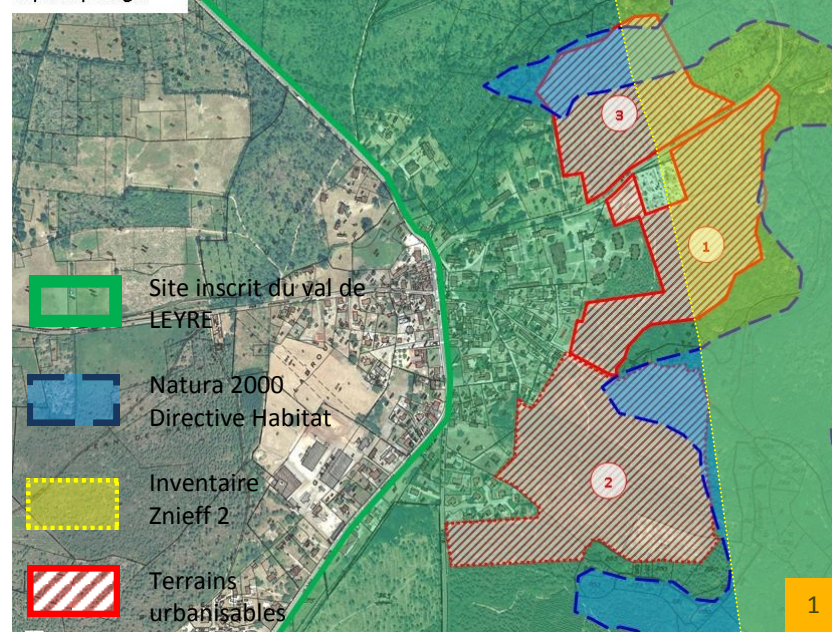 3
1
Site inscrit du val de
LEYRE
Natura 2000
Directive Habitat
Inventaire
Znieff 2
2
Terrains
urbanisables
1